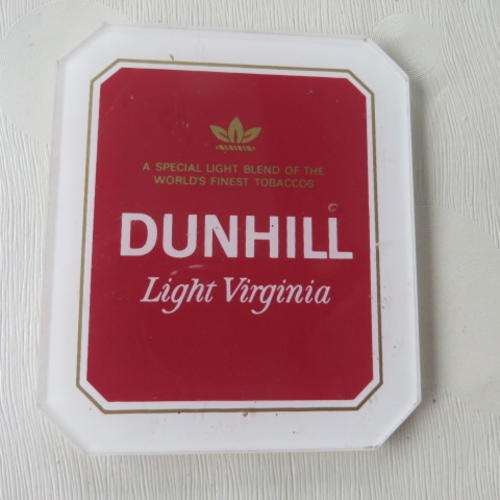 A SPECIAL LIGHT BLEND OF THE
WORLD'S FINEST TOBACCOS
DUNHILL
Light Virginia